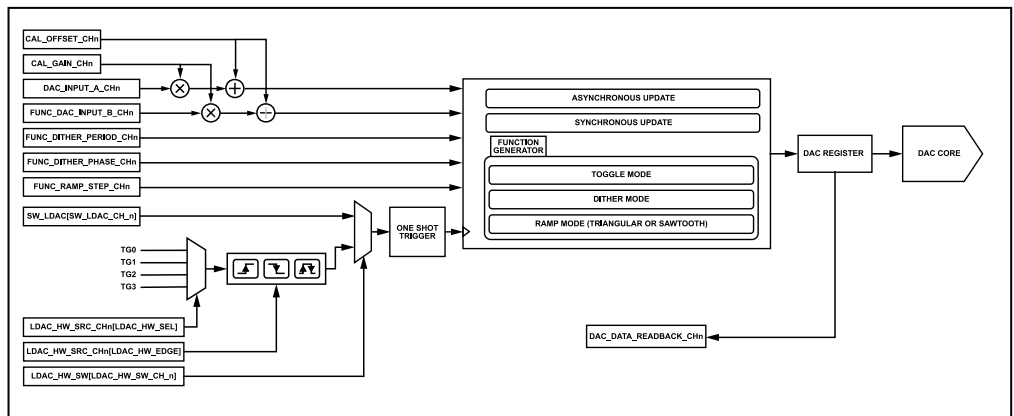 CAL_OFFSET_CHn
CAL_GAIN_CHn
DAC_INPUT_A_CHn
FUNC_DAC_INPUT_B_CHn
FUNC_DITHER_PERIOD_CHn
FUNC_DITHER_PHASE_CHn
FUNC_RAMP_STEP_CHn
SW_LDAC[SW_LDAC_CH_n]
TG0
TG1
TG2
TG3
LDAC_HW_SRC_CHn[LDAC_HW_SEL]
LDAC_HW_SRC_CHn[LDAC_HW_EDGE]
LDAC_HW_SW[LDAC_HW_SW_CH_n]
ONE SHOT
TRIGGER
ASYNCHRONOUS UPDATE
SYNCHRONOUS UPDATE
FUNCTION
GENERATOR
TOGGLE MODE
DITHER MODE
RAMP MODE (TRIANGULAR OR SAWTOOTH)
DAC REGISTER
DAC CORE
DAC_DATA_READBACK_CHn